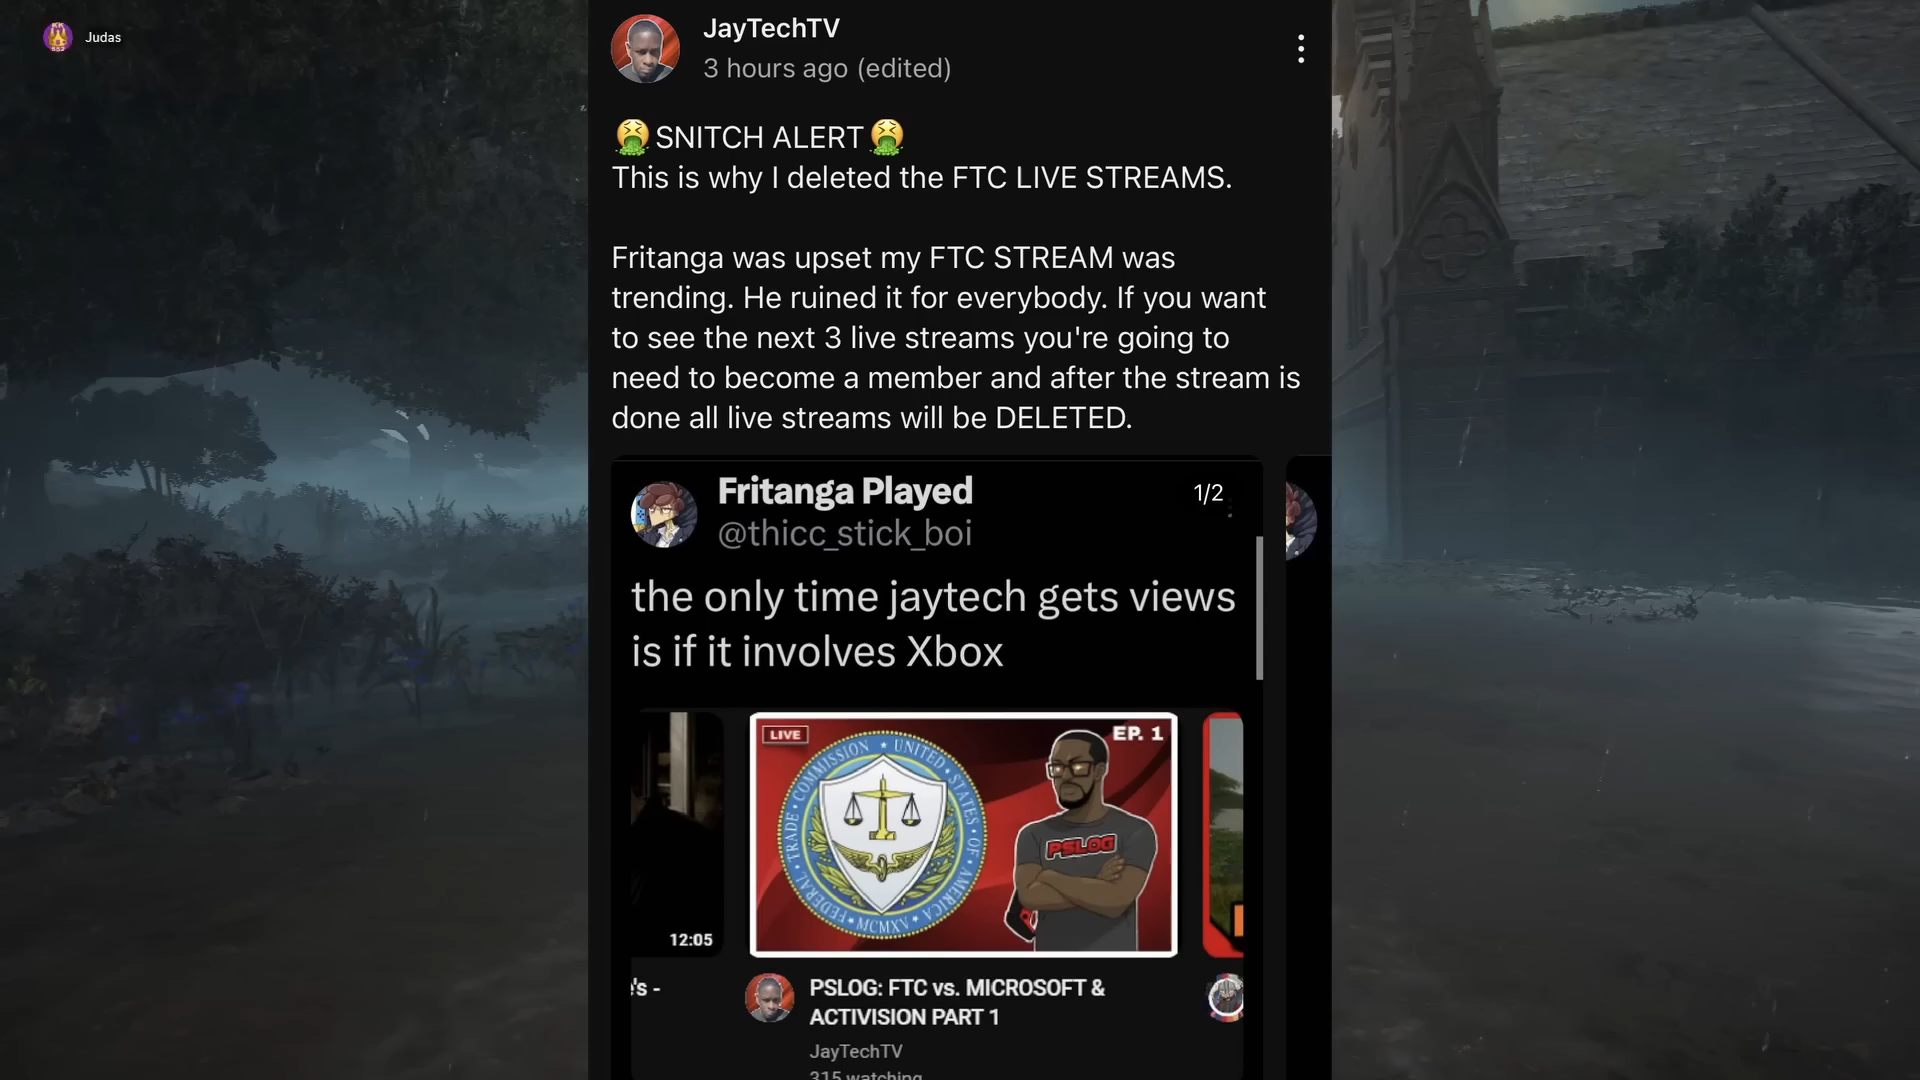 KK
552
Judas
JayTechTV
3 hours ago (edited)
🤮SNITCH ALERT🤮
This is why I deleted the FTC LIVE STREAMS.
Fritanga was upset my FTC STREAM was
trending. He ruined it for everybody. If you want
to see the next 3 live streams you're going to
need to become a member and after the stream is
done all live streams will be DELETED.
Fritanga Played
1/2
@thicc_stick_boi
the only time jaytech gets views
is if it involves Xbox
LIVE
EP. 1
FEDERAL TRADE COMMISSION ★ UNITED STATES OF AMERICA
MCMXV
PSLOG
12:05
's -
PSLOG: FTC vs. MICROSOFT &
ACTIVISION PART 1
JayTechTV
315 watching